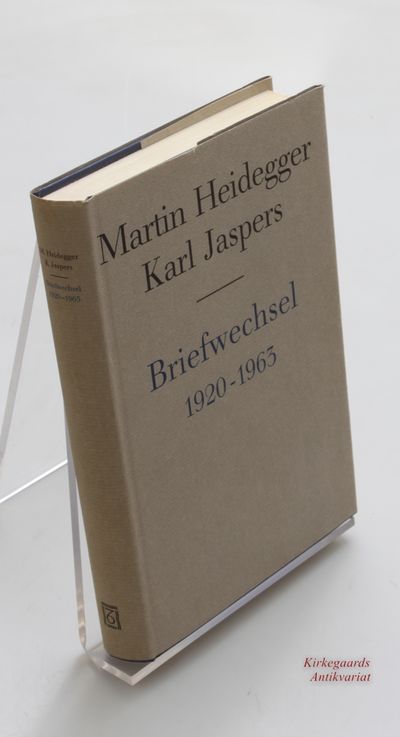 Martin Heidegger
Karl Jaspers
Briefwechsel
1920-1963
M. Heidegger
K. Jaspers
Briefwechsel
1920-1963
Kirkegaards
Antikvariat